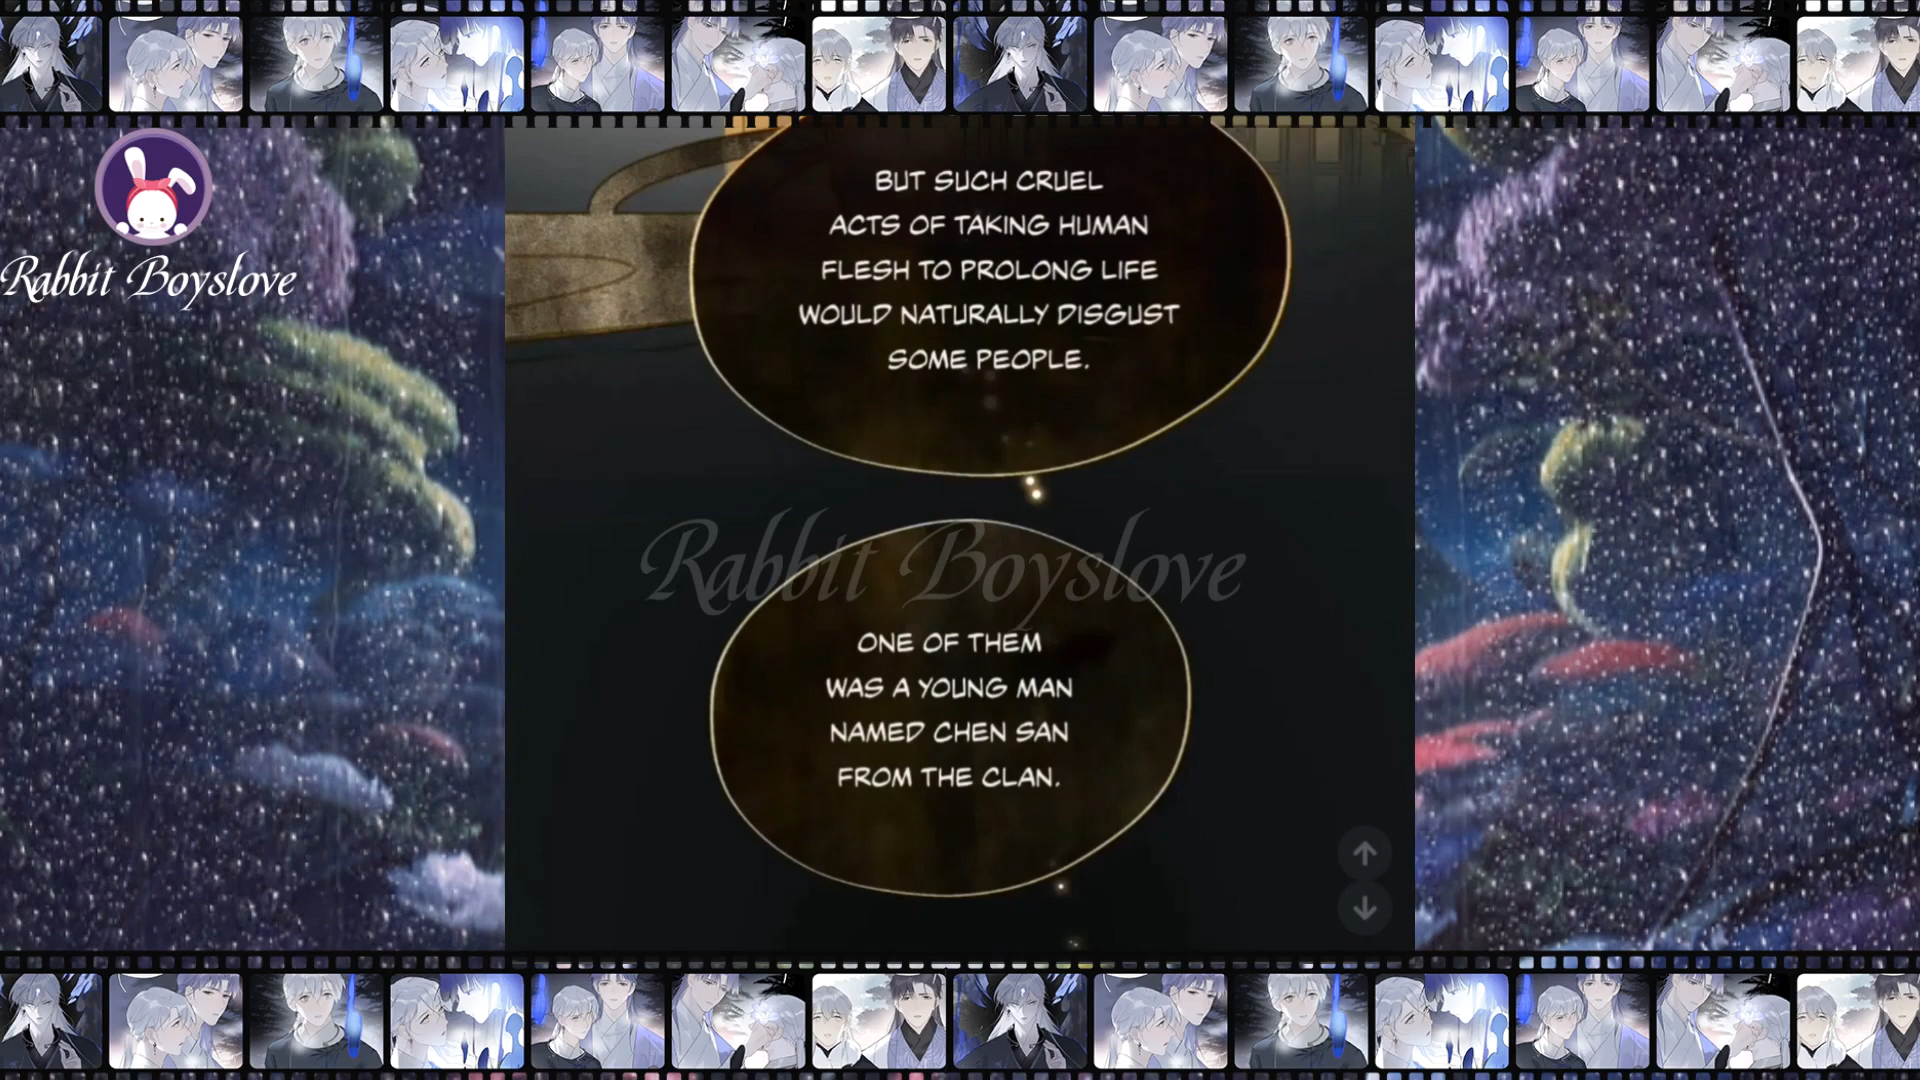 Rabbit Boyslove
BUT SUCH CRUEL
ACTS OF TAKING HUMAN
FLESH TO PROLONG LIFE
WOULD NATURALLY DISGUST
SOME PEOPLE.
Rabbit Boyslove
ONE OF THEM
WAS A YOUNG MAN
NAMED CHEN SAN
FROM THE CLAN.